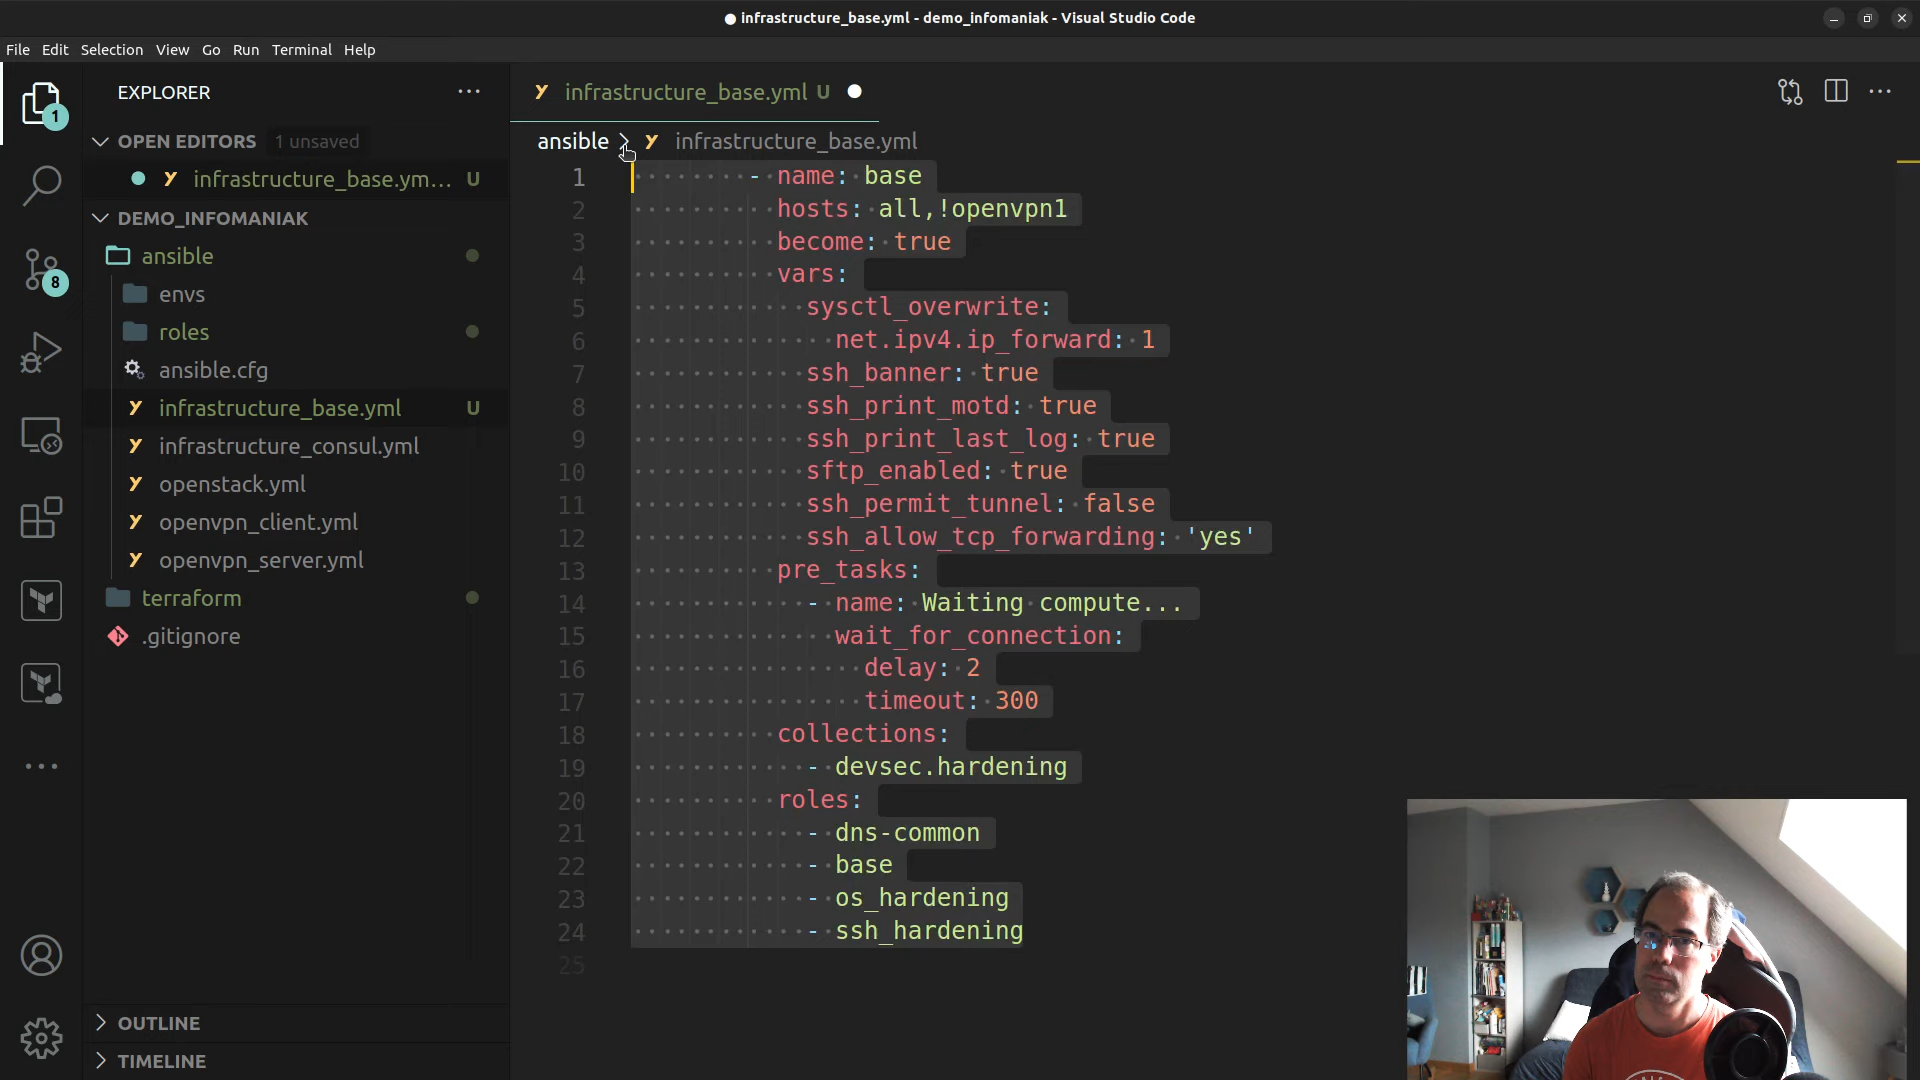 infrastructure_base.yml - demo_infomaniak - Visual Studio Code
File Edit Selection View Go Run Terminal Help
EXPLORER
infrastructure_base.yml U
1
OPEN EDITORS 1 unsaved
ansible > infrastructure_base.yml
infrastructure_base.ym... U
DEMO_INFOMANIAK
ansible
envs
8
roles
ansible.cfg
infrastructure_base.yml U
infrastructure_consul.yml
openstack.yml
openvpn_client.yml
openvpn_server.yml
terraform
.gitignore
OUTLINE
TIMELINE
1 - name: base
2 hosts: all,!openvpn1
3 become: true
4 vars:
5 sysctl_overwrite:
6 net.ipv4.ip_forward: 1
7 ssh_banner: true
8 ssh_print_motd: true
9 ssh_print_last_log: true
10 sftp_enabled: true
11 ssh_permit_tunnel: false
12 ssh_allow_tcp_forwarding: 'yes'
13 pre_tasks:
14 - name: Waiting compute...
15 wait_for_connection:
16 delay: 2
17 timeout: 300
18 collections:
19 - devsec.hardening
20 roles:
21 - dns-common
22 - base
23 - os_hardening
24 - ssh_hardening
25